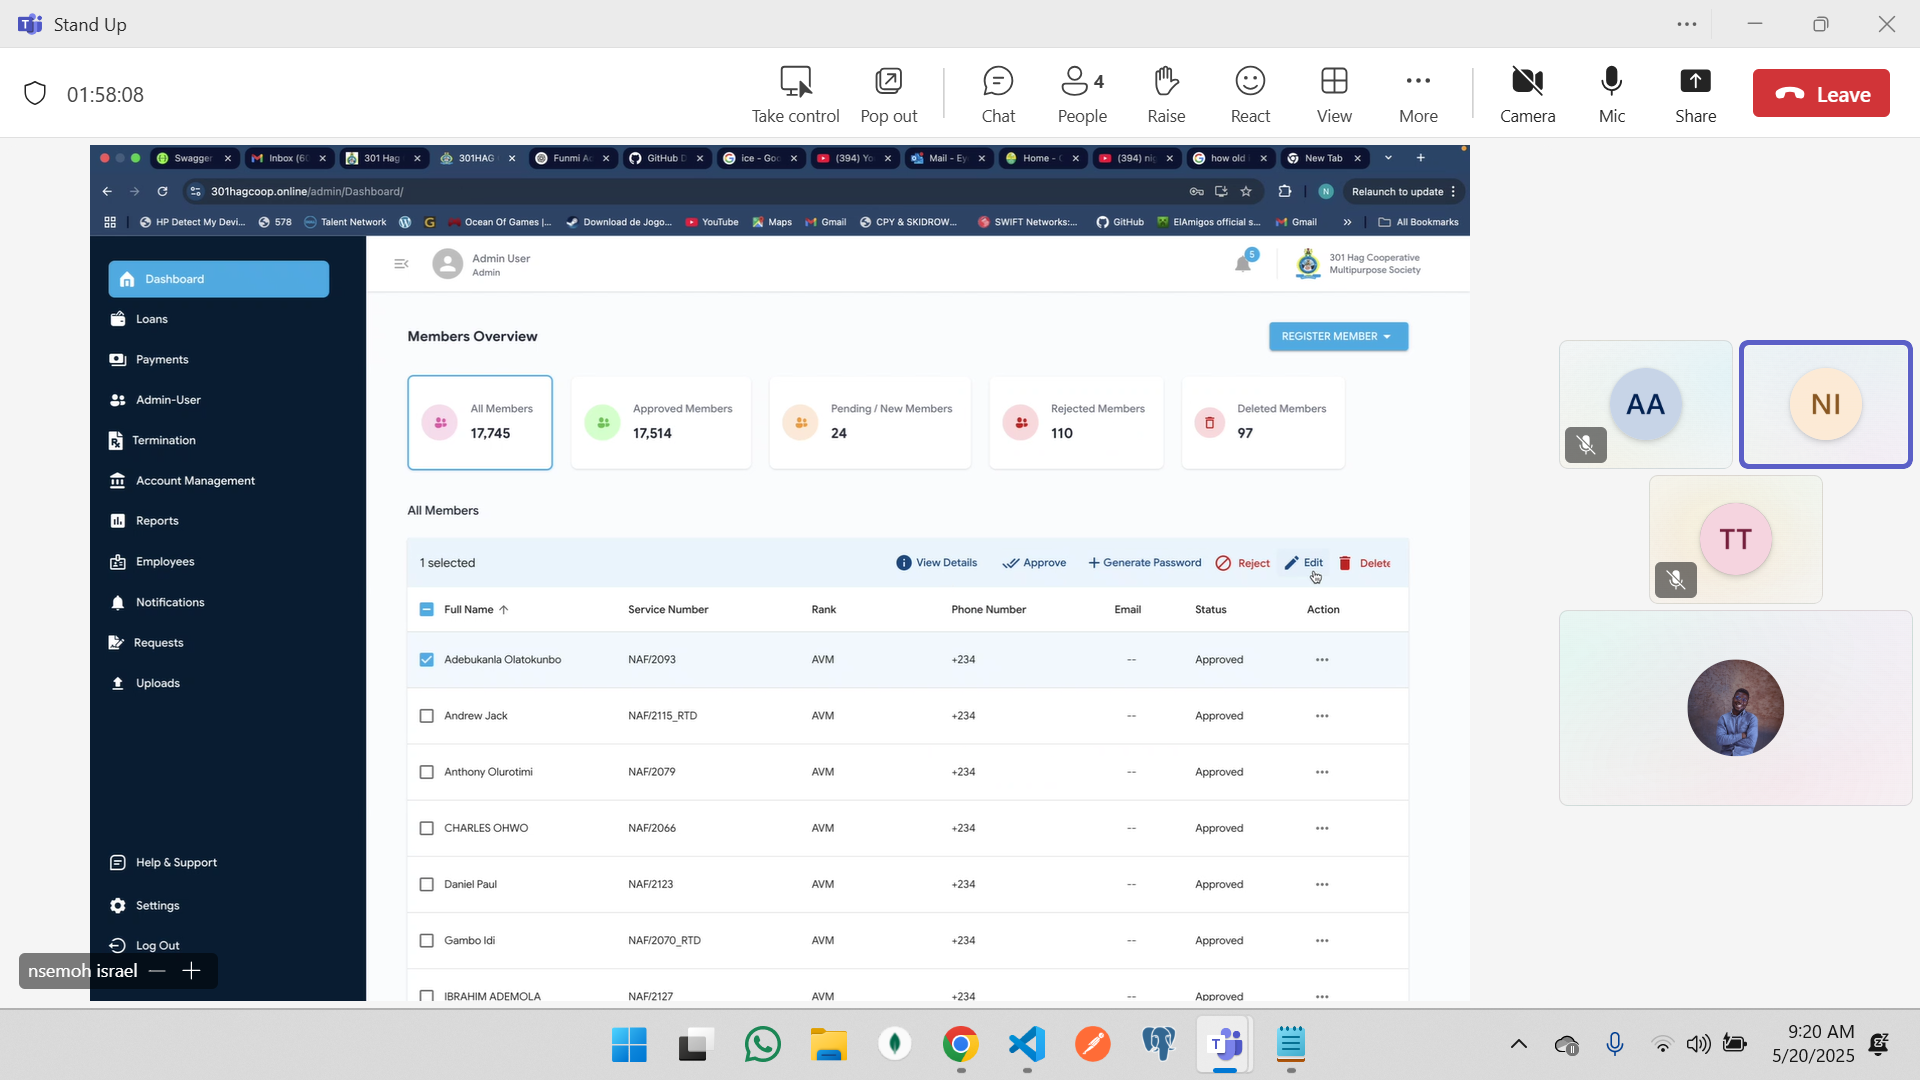 Stand Up
01:58:08
Take control
Pop out
Chat
4
People
Raise
React
View
More
Camera
Mic
Share
Leave
Swagger
Inbox (6
301 Hag
301HAG
Funmi A
GitHub D
ice - Goo
(394) Yo
Mail - Ey
Home -
(394) ni
how old i
New Tab
301hagcoop.online/admin/Dashboard/
N
Relaunch to update
HP Detect My Devi...
578
Talent Network
Ocean Of Games |...
Download de Jogo...
YouTube
Maps
Gmail
CPY & SKIDROW...
SWIFT Networks:...
GitHub
ElAmigos official s...
Gmail
»
All Bookmarks
Dashboard
Loans
Payments
Admin-User
Termination
Account Management
Reports
Employees
Notifications
Requests
Uploads
Help & Support
Settings
Log Out
Admin User
Admin
5
301 Hag Cooperative
Multipurpose Society
Members Overview
REGISTER MEMBER
All Members
17,745
Approved Members
17,514
Pending / New Members
24
Rejected Members
110
Deleted Members
97
All Members
1 selected
View Details
Approve
Generate Password
Reject
Edit
Delete
Full Name
Service Number
Rank
Phone Number
Email
Status
Action
Adebukanla Olatokunbo NAF/2093 AVM +234 -- Approved
Andrew Jack NAF/2115_RTD AVM +234 -- Approved
Anthony Olurotimi NAF/2079 AVM +234 -- Approved
CHARLES OHWO NAF/2066 AVM +234 -- Approved
Daniel Paul NAF/2123 AVM +234 -- Approved
Gambo Idi NAF/2070_RTD AVM +234 -- Approved
IBRAHIM ADEMOLA NAF/2127 AVM +234 -- Approved
nsemoh israel
AA
NI
TT
9:20 AM
5/20/2025